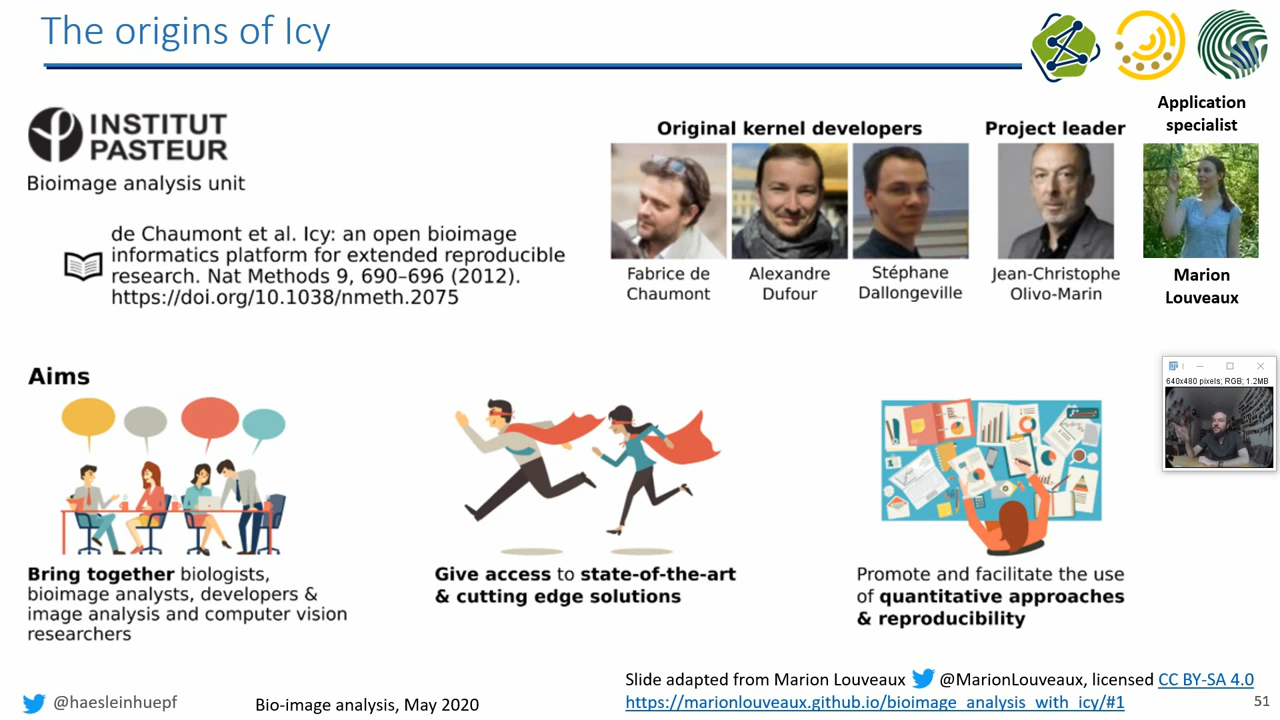 The origins of Icy
INSTITUT
PASTEUR
Bioimage analysis unit
de Chaumont et al. Icy: an open bioimage
informatics platform for extended reproducible
research. Nat Methods 9, 690–696 (2012).
https://doi.org/10.1038/nmeth.2075
Original kernel developers
Fabrice de
Chaumont
Alexandre
Dufour
Stéphane
Dallongeville
Project leader
Jean-Christophe
Olivo-Marin
Application
specialist
Marion
Louveaux
640x480 pixels; RGB; 1.2MB
Aims
Bring together biologists,
bioimage analysts, developers &
image analysis and computer vision
researchers
Give access to state-of-the-art
& cutting edge solutions
Promote and facilitate the use
of quantitative approaches
& reproducibility
@haesleinhuepf
Bio-image analysis, May 2020
Slide adapted from Marion Louveaux @MarionLouveaux, licensed CC BY-SA 4.0
https://marionlouveaux.github.io/bioimage_analysis_with_icy/#1
51